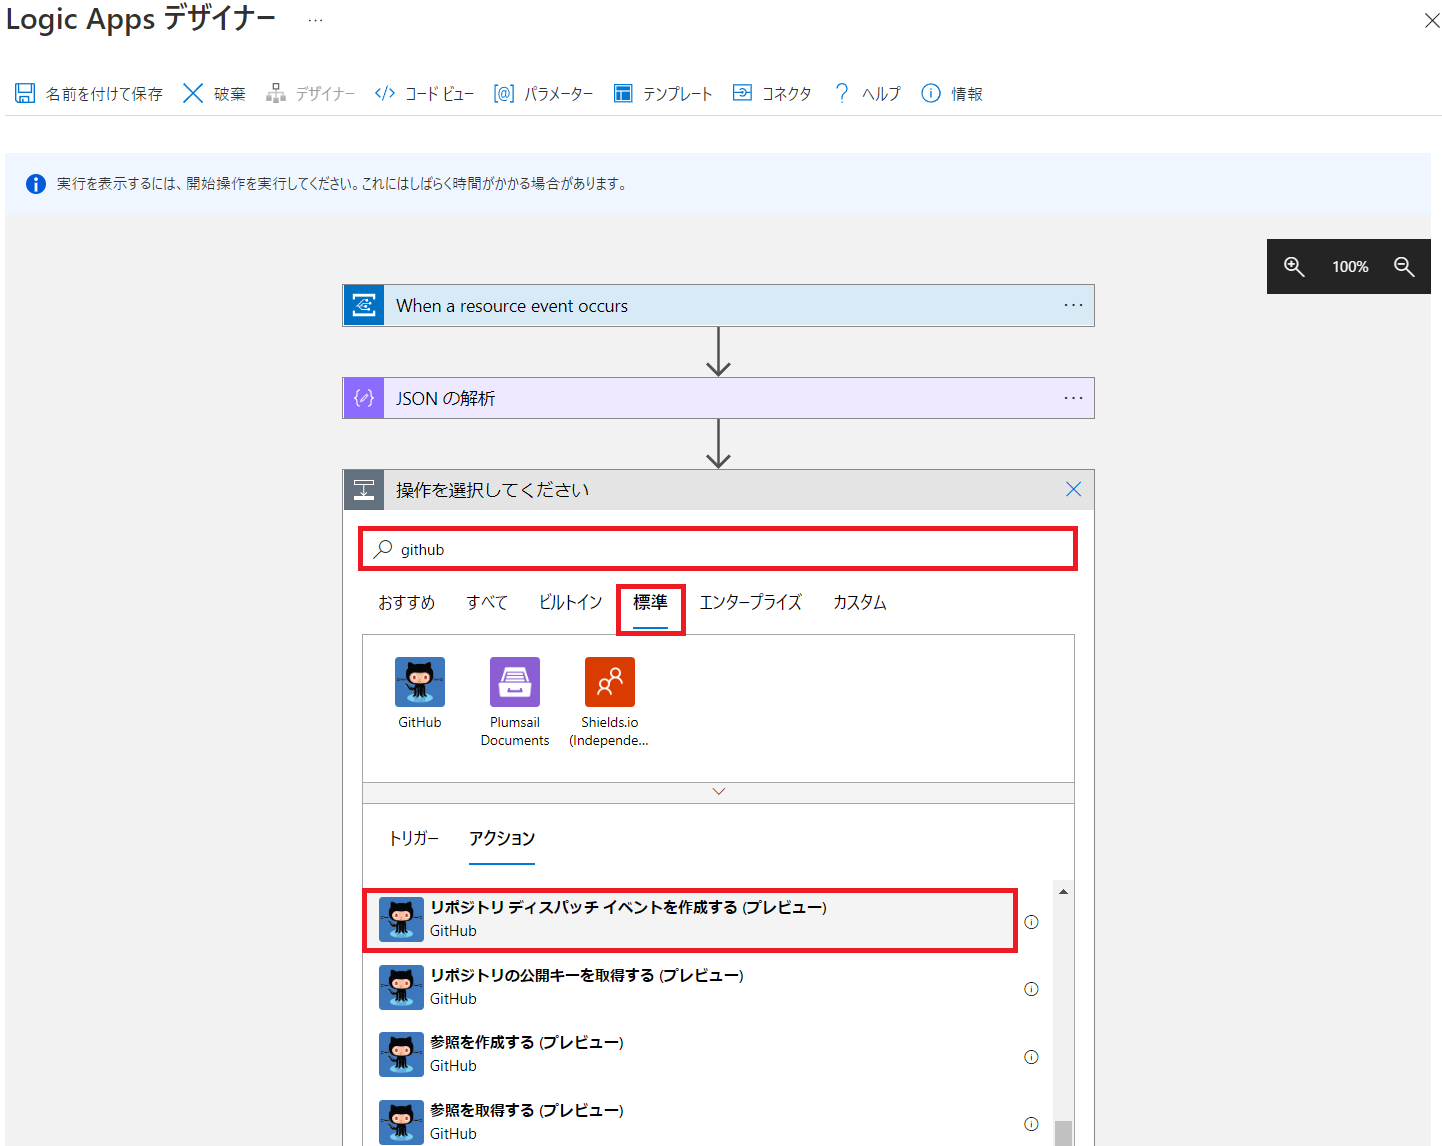 Logic Apps デザイナー ...
名前を付けて保存 破棄 デザイナー コード ビュー パラメーター テンプレート コネクタ ヘルプ 情報
実行を表示するには、開始操作を実行してください。これにはしばらく時間がかかる場合があります。
100%
When a resource event occurs
JSON の解析
操作を選択してください
github
おすすめ すべて ビルトイン 標準 エンタープライズ カスタム
GitHub
Plumsail
Documents
Shields.io
(Independe...
トリガー アクション
リポジトリ ディスパッチ イベントを作成する (プレビュー)
GitHub
リポジトリの公開キーを取得する (プレビュー)
GitHub
参照を作成する (プレビュー)
GitHub
参照を取得する (プレビュー)
GitHub